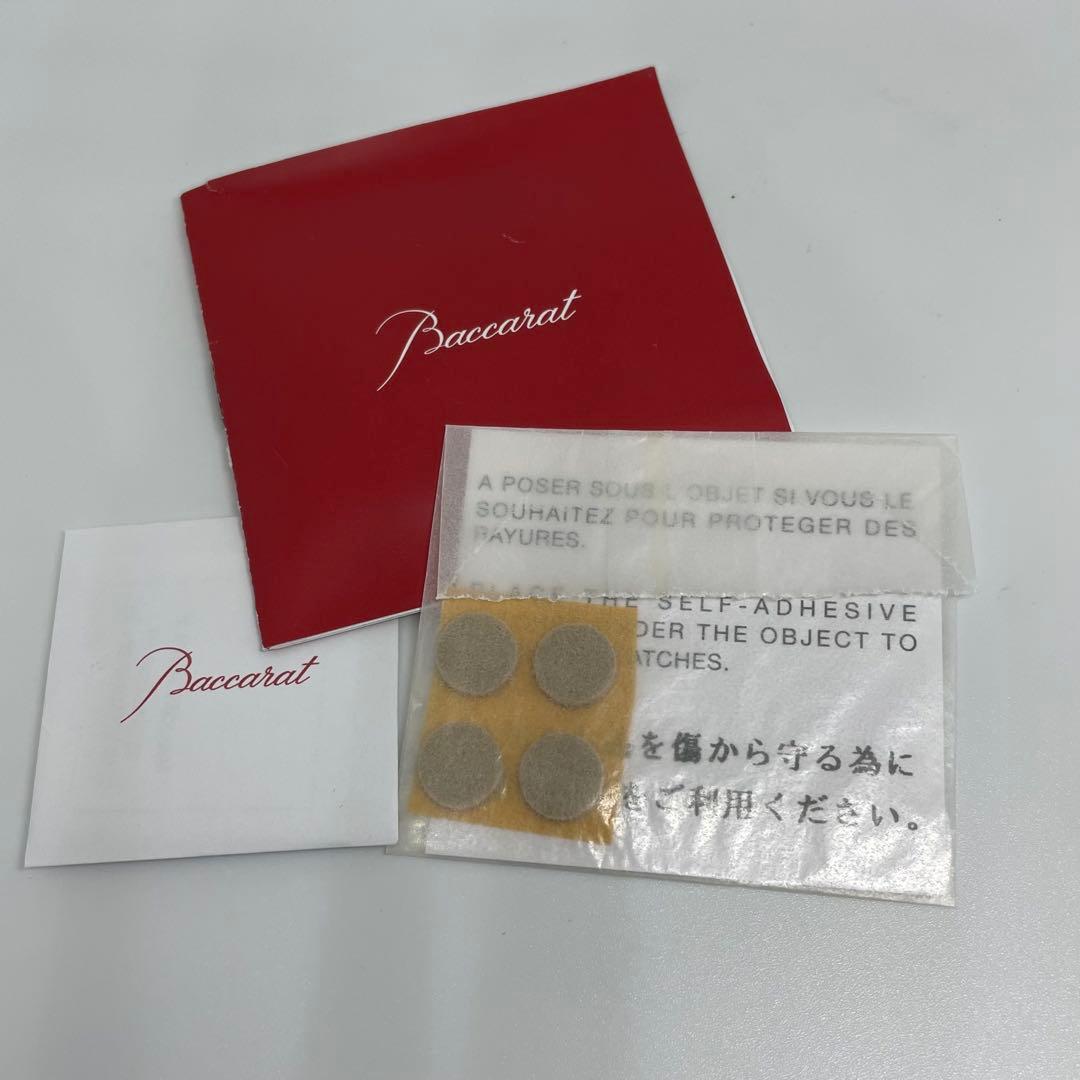 Baccarat
Baccarat
A POSER SOUS L'OBJET SI VOUS LE
SOUHAITEZ POUR PROTEGER DES
RAYURES.
PLACE THE SELF-ADHESIVE
DER THE OBJECT TO
ATCHES.
を傷から守る為に
をご利用ください。